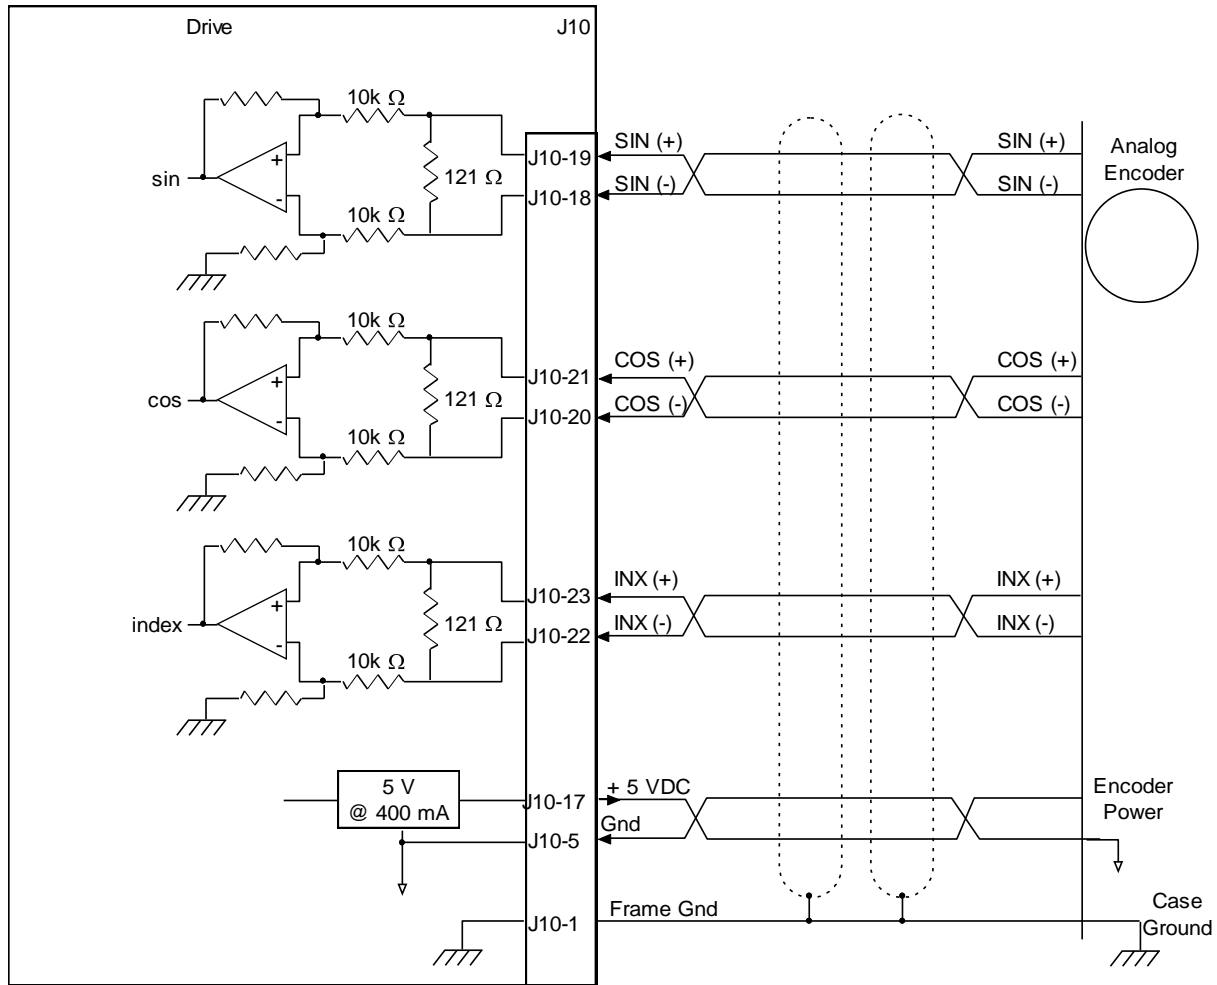 Drive
J10
10k Ω
+
-
sin
121 Ω
10k Ω
J10-19
J10-18
SIN (+)
SIN (-)
SIN (+)
SIN (-)
Analog
Encoder
10k Ω
+
-
cos
121 Ω
10k Ω
J10-21
J10-20
COS (+)
COS (-)
COS (+)
COS (-)
10k Ω
+
-
index
121 Ω
10k Ω
J10-23
J10-22
INX (+)
INX (-)
INX (+)
INX (-)
5 V
@ 400 mA
J10-17
J10-5
+ 5 VDC
Gnd
Encoder
Power
J10-1
Frame Gnd
Case
Ground